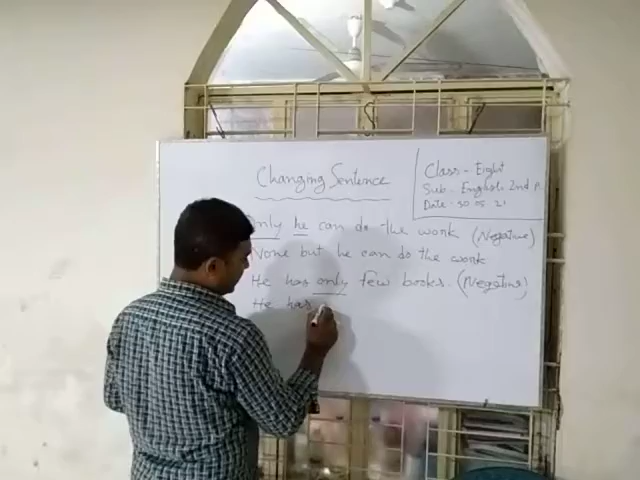 Changing Sentence
Class - Eight
Sub - English 2nd P.
Date - 30 05 21
Only he can do the work (Negative)
None but he can do the work
He has only few books. (Negative)
He has